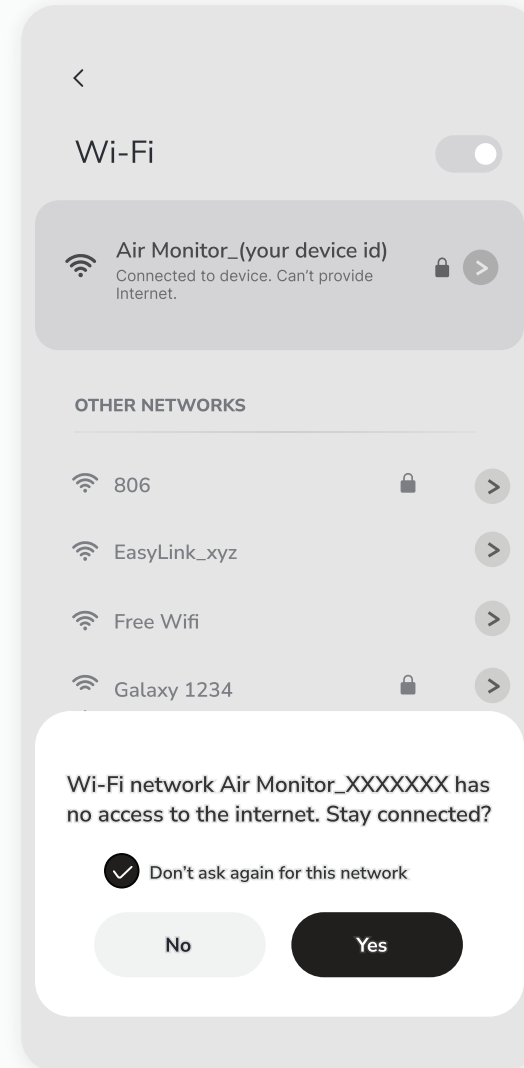 Wi-Fi
Air Monitor_(your device id)
Connected to device. Can't provide
Internet.
OTHER NETWORKS
806
EasyLink_xyz
Free Wifi
Galaxy 1234
Wi-Fi network Air Monitor_XXXXXXX has
no access to the internet. Stay connected?
Don't ask again for this network
No
Yes